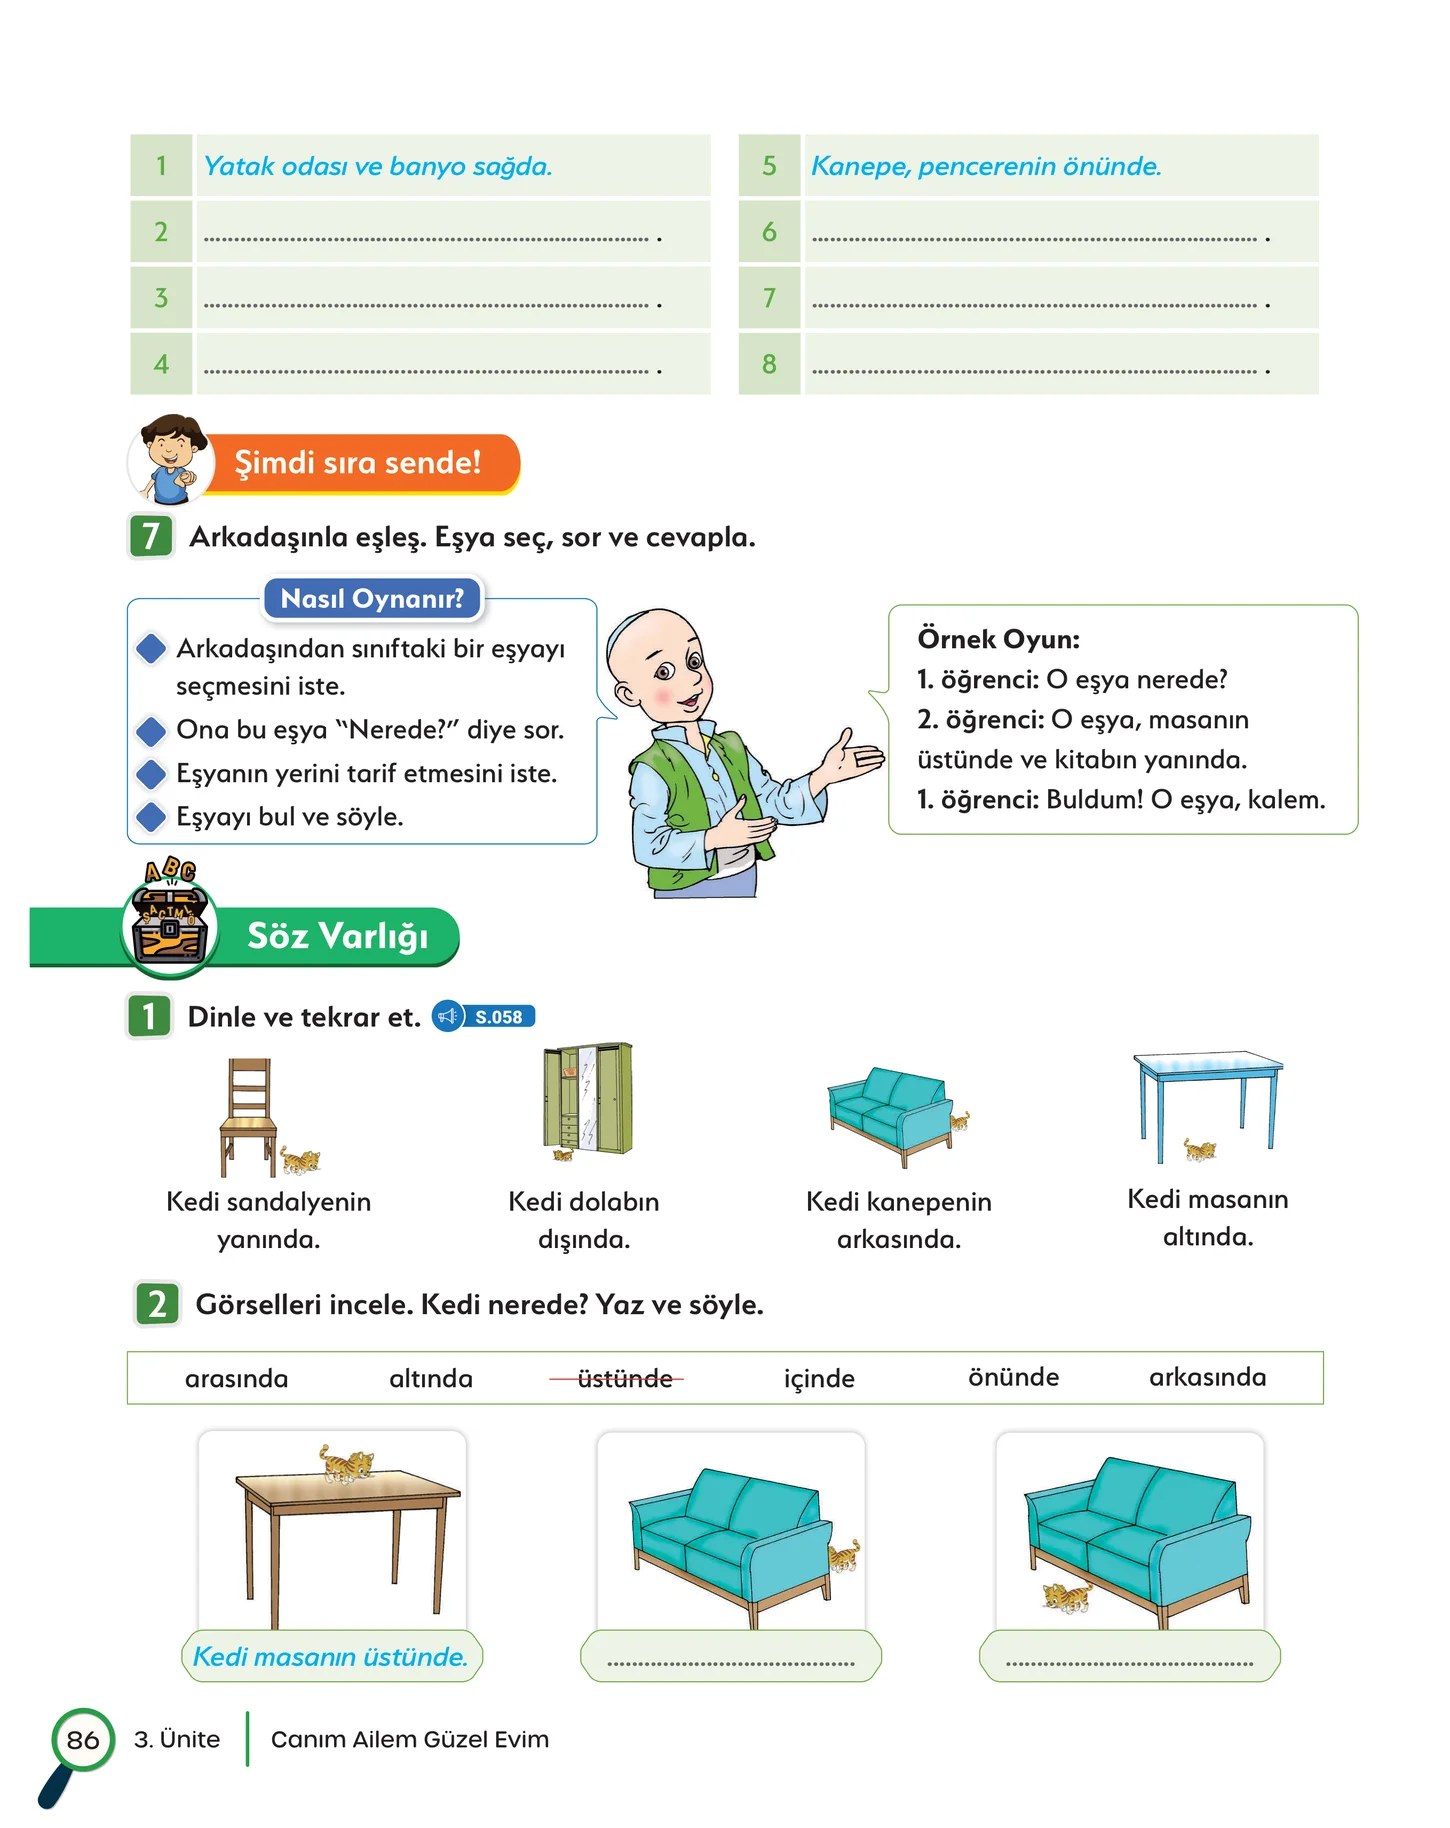 1 Yatak odası ve banyo sağda.
2 .......................................................................... .
3 .......................................................................... .
4 .......................................................................... .
5 Kanepe, pencerenin önünde.
6 .......................................................................... .
7 .......................................................................... .
8 .......................................................................... .
Şimdi sıra sende!
7 Arkadaşınla eşleş. Eşya seç, sor ve cevapla.
Nasıl Oynanır?
Arkadaşından sınıftaki bir eşyayı
seçmesini iste.
Ona bu eşya “Nerede?” diye sor.
Eşyanın yerini tarif etmesini iste.
Eşyayı bul ve söyle.
Örnek Oyun:
1. öğrenci: O eşya nerede?
2. öğrenci: O eşya, masanın
üstünde ve kitabın yanında.
1. öğrenci: Buldum! O eşya, kalem.
ABC
Söz Varlığı
1 Dinle ve tekrar et. S.058
Kedi sandalyenin
yanında.
Kedi dolabın
dışında.
Kedi kanepenin
arkasında.
Kedi masanın
altında.
2 Görselleri incele. Kedi nerede? Yaz ve söyle.
arasında altında üstünde içinde önünde arkasında
Kedi masanın üstünde.
........................................
........................................
86 3. Ünite Canım Ailem Güzel Evim